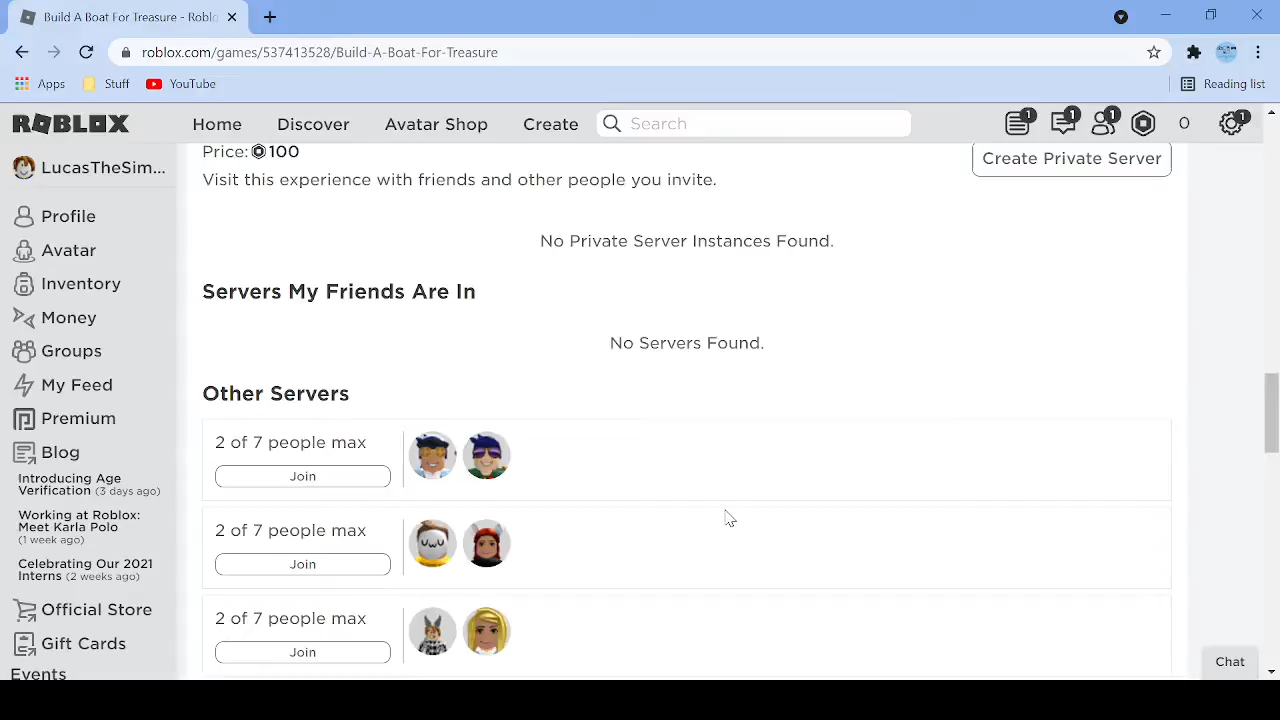 Build A Boat For Treasure - Roblo
roblox.com/games/537413528/Build-A-Boat-For-Treasure
Apps
Stuff
YouTube
Reading list
ROBLOX
Home
Discover
Avatar Shop
Create
Search
1
1
1
0
1
LucasTheSim...
Profile
Avatar
Inventory
Money
Groups
My Feed
Premium
Blog
Introducing Age
Verification (3 days ago)
Working at Roblox:
Meet Karla Polo
(1 week ago)
Celebrating Our 2021
Interns (2 weeks ago)
Official Store
Gift Cards
Events
Price: 100
Create Private Server
Visit this experience with friends and other people you invite.
No Private Server Instances Found.
Servers My Friends Are In
No Servers Found.
Other Servers
2 of 7 people max
Join
2 of 7 people max
Join
2 of 7 people max
Join
Chat